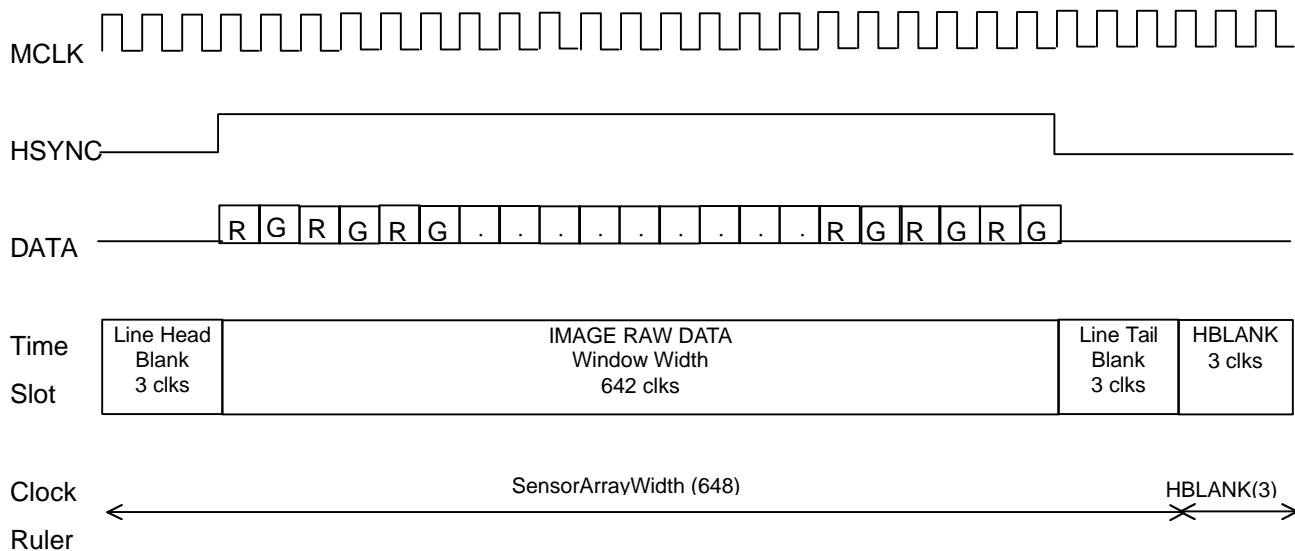 MCLK
HSYNC
DATA
R G R G R G . . . . . . . . . R G R G R G
Time
Slot
Line Head
Blank
3 clks
IMAGE RAW DATA
Window Width
642 clks
Line Tail
Blank
3 clks
HBLANK
3 clks
Clock
Ruler
SensorArrayWidth (648)
HBLANK(3)